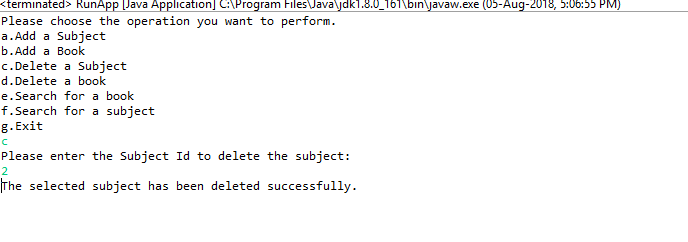 <terminated> RunApp [Java Application] C:\Program Files\Java\jdk1.8.0_161\bin\javaw.exe (05-Aug-2018, 5:06:55 PM)
Please choose the operation you want to perform.
a.Add a Subject
b.Add a Book
c.Delete a Subject
d.Delete a book
e.Search for a book
f.Search for a subject
g.Exit
c
Please enter the Subject Id to delete the subject:
2
The selected subject has been deleted successfully.